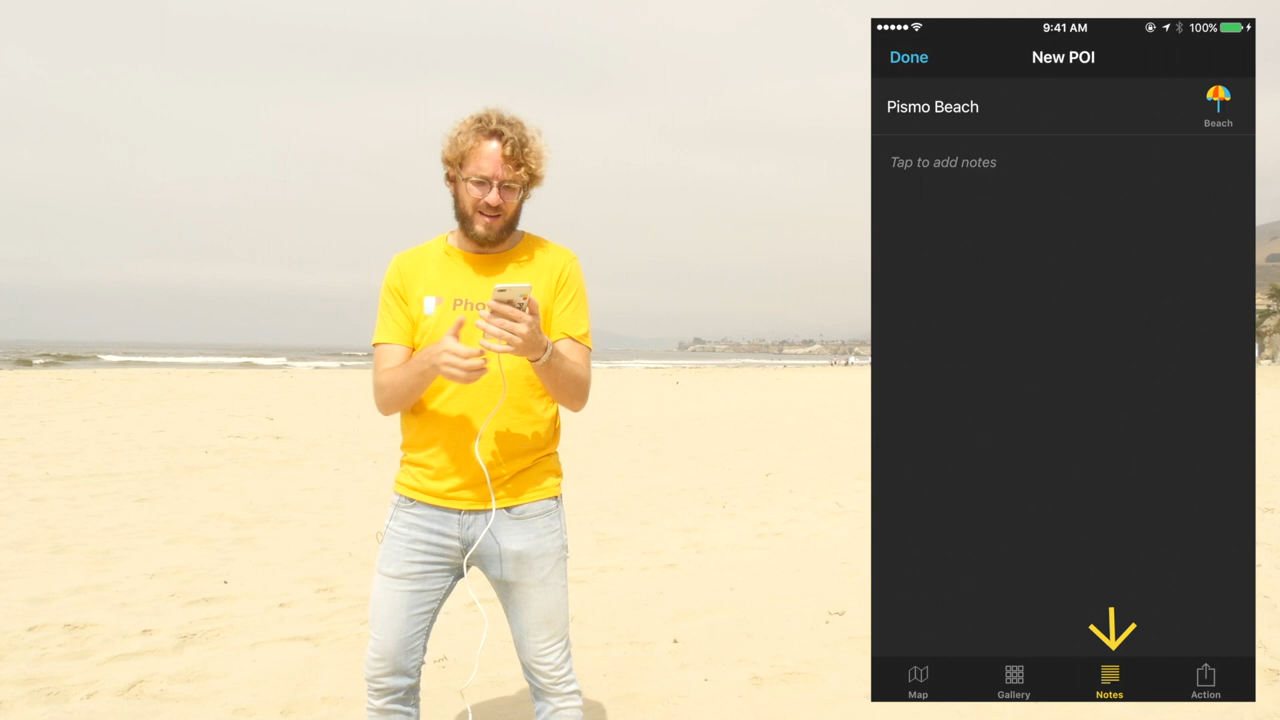 9:41 AM
100%
Done
New POI
Pismo Beach
Beach
Tap to add notes
Map
Gallery
Notes
Action